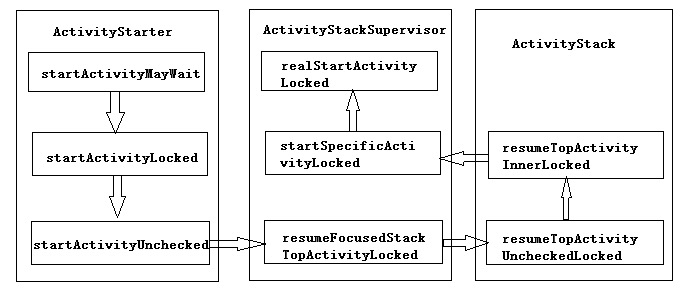 ActivityStarter
startActivityMayWait
startActivityLocked
startActivityUnchecked
ActivityStackSupervisor
realStartActivity
Locked
startSpecificActi
vityLocked
resumeFocusedStack
TopActivityLocked
ActivityStack
resumeTopActivity
InnerLocked
resumeTopActivity
UncheckedLocked